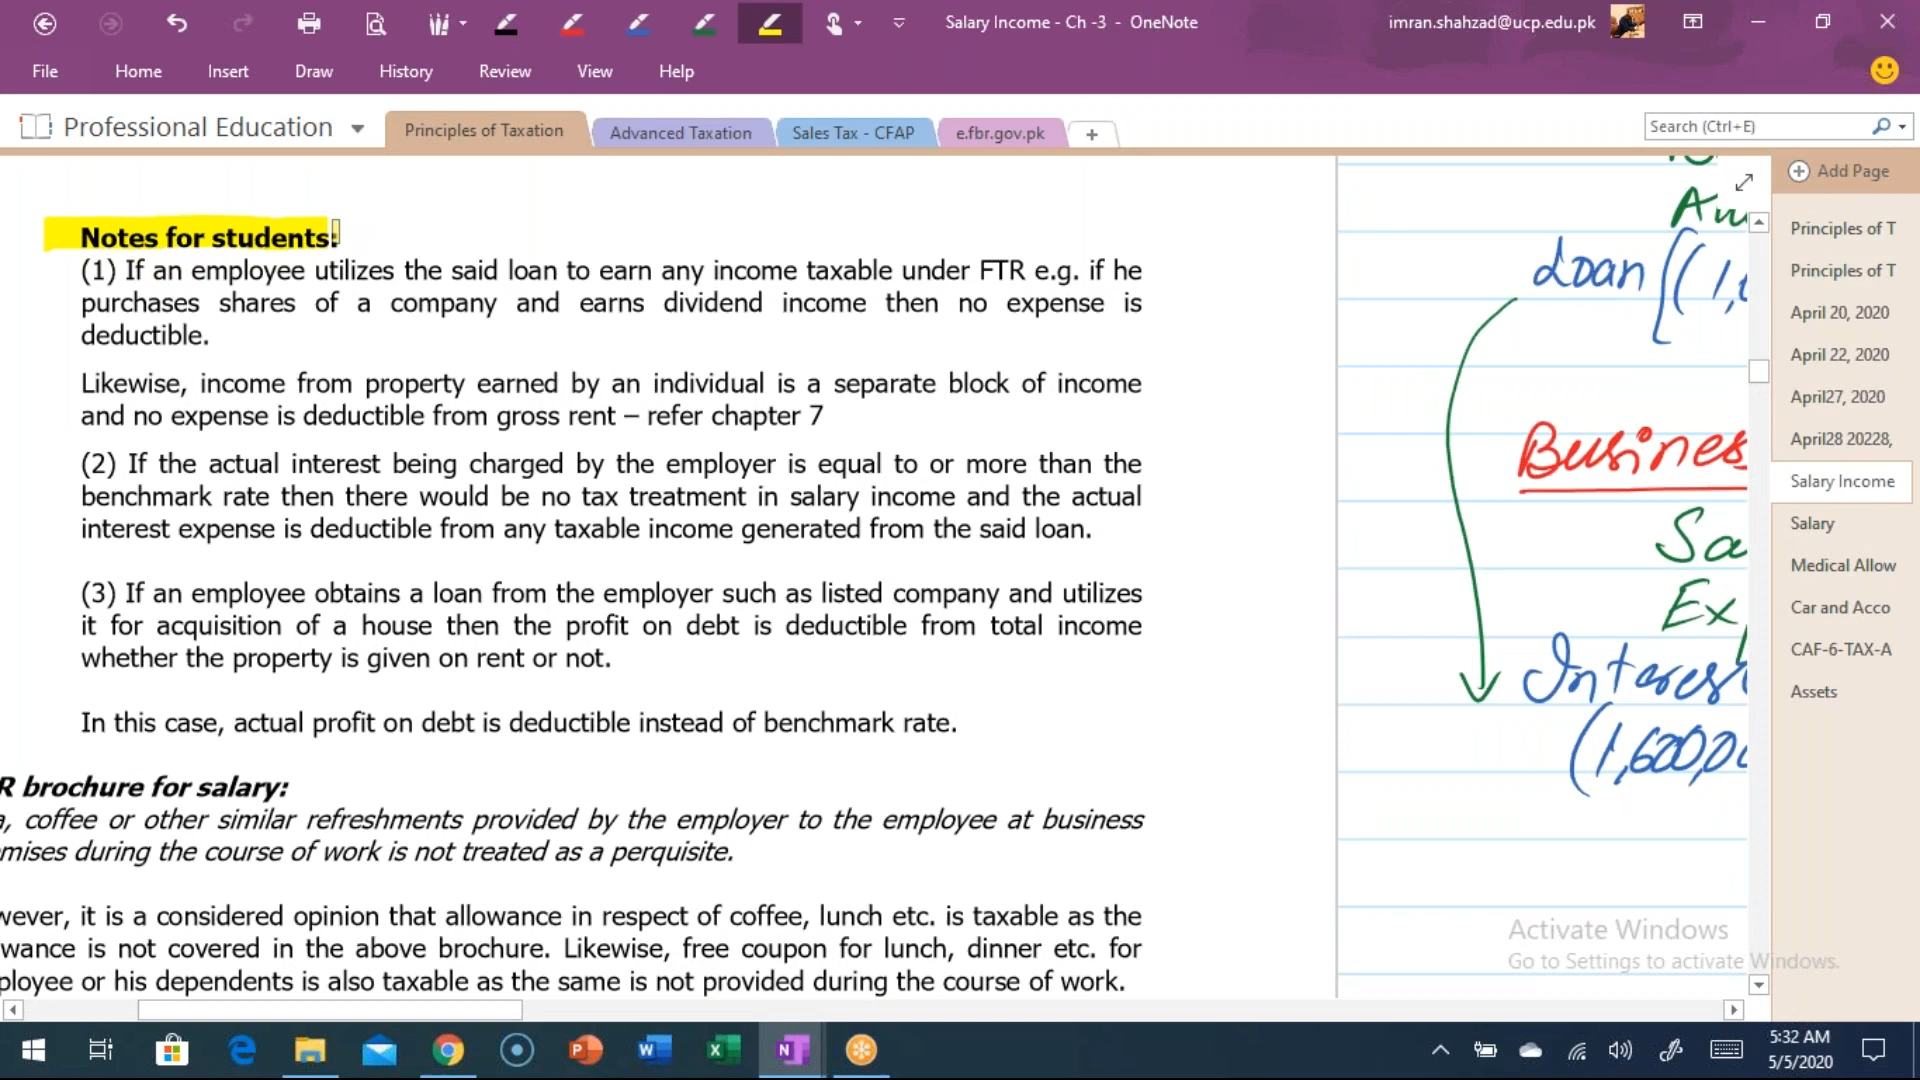 Salary Income - Ch -3 - OneNote
imran.shahzad@ucp.edu.pk
File Home Insert Draw History Review View Help
Professional Education
Principles of Taxation
Advanced Taxation
Sales Tax - CFAP
e.fbr.gov.pk
Search (Ctrl+E)
Notes for students:
(1) If an employee utilizes the said loan to earn any income taxable under FTR e.g. if he
purchases shares of a company and earns dividend income then no expense is
deductible.
Likewise, income from property earned by an individual is a separate block of income
and no expense is deductible from gross rent – refer chapter 7
(2) If the actual interest being charged by the employer is equal to or more than the
benchmark rate then there would be no tax treatment in salary income and the actual
interest expense is deductible from any taxable income generated from the said loan.
(3) If an employee obtains a loan from the employer such as listed company and utilizes
it for acquisition of a house then the profit on debt is deductible from total income
whether the property is given on rent or not.
In this case, actual profit on debt is deductible instead of benchmark rate.
R brochure for salary:
, coffee or other similar refreshments provided by the employer to the employee at business
mises during the course of work is not treated as a perquisite.
wever, it is a considered opinion that allowance in respect of coffee, lunch etc. is taxable as the
wance is not covered in the above brochure. Likewise, free coupon for lunch, dinner etc. for
ployee or his dependents is also taxable as the same is not provided during the course of work.
Am
Loan [(1,
Busines
Sa
Exp
Interest
(1,600,00
Activate Windows
Go to Settings to activate Windows.
Add Page
Principles of T
Principles of T
April 20, 2020
April 22, 2020
April27, 2020
April28 20228,
Salary Income
Salary
Medical Allow
Car and Acco
CAF-6-TAX-A
Assets
5:32 AM
5/5/2020